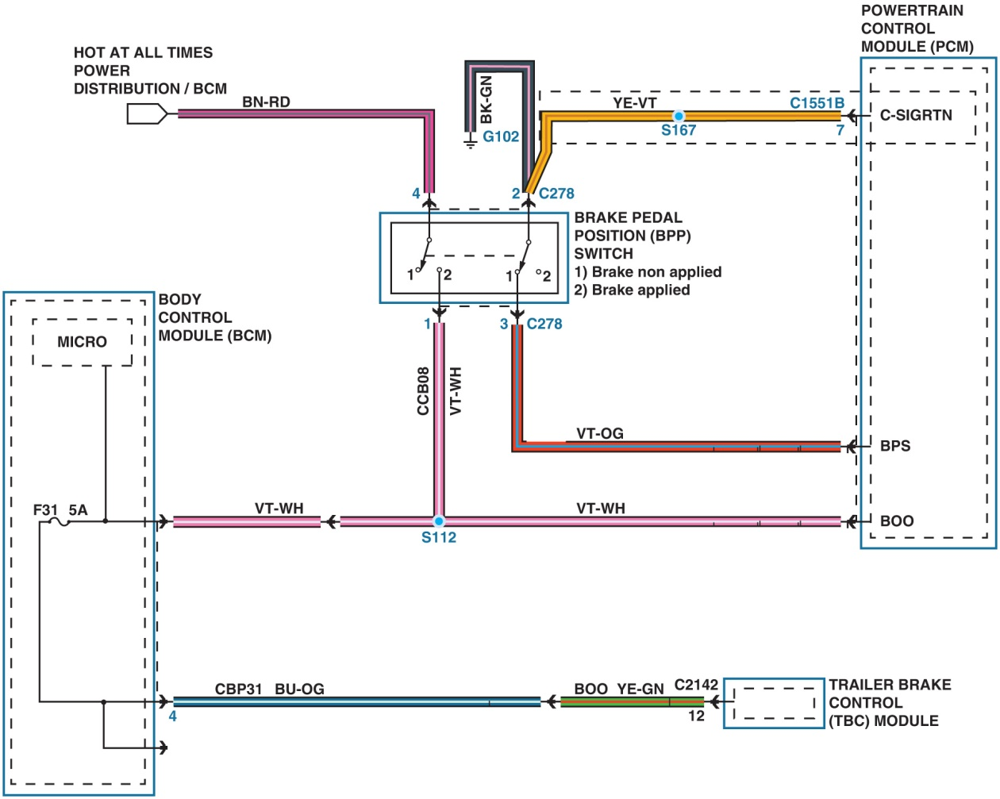 POWERTRAIN
CONTROL
MODULE (PCM)
HOT AT ALL TIMES
POWER
DISTRIBUTION / BCM
BN-RD
BK-GN
G102
YE-VT
S167
C1551B
7
C-SIGRTN
4
2
C278
BRAKE PEDAL
POSITION (BPP)
SWITCH
1) Brake non applied
2) Brake applied
1
2
1
2
1
3
C278
BODY
CONTROL
MODULE (BCM)
MICRO
CCB08
VT-WH
VT-OG
BPS
F31 5A
VT-WH
VT-WH
BOO
S112
CBP31 BU-OG
4
BOO YE-GN
C2142
12
TRAILER BRAKE
CONTROL
(TBC) MODULE